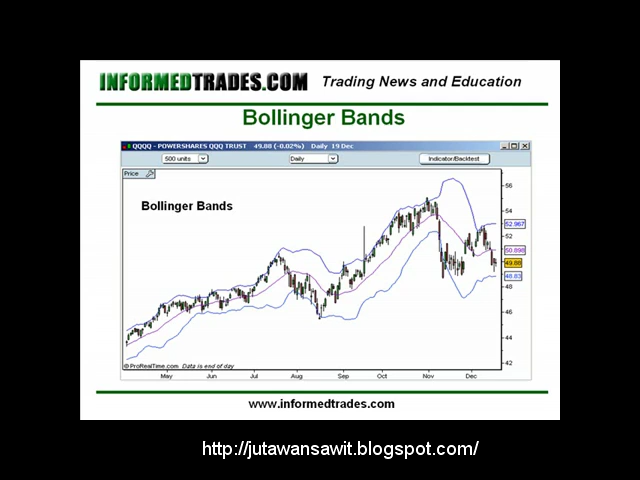 INFORMEDTRADES.COM Trading News and Education
Bollinger Bands
QQQQ - POWERSHARES QQQ TRUST 49.88 (-0.02%) Daily 19 Dec
500 units Daily Indicator/Backtest
Price
Bollinger Bands
56
54
52.967
52
50.898
49.88
48.83
48
46
44
42
©ProRealTime.com Data is end of day
May Jun Jul Aug Sep Oct Nov Dec
www.informedtrades.com
http://jutawansawit.blogspot.com/